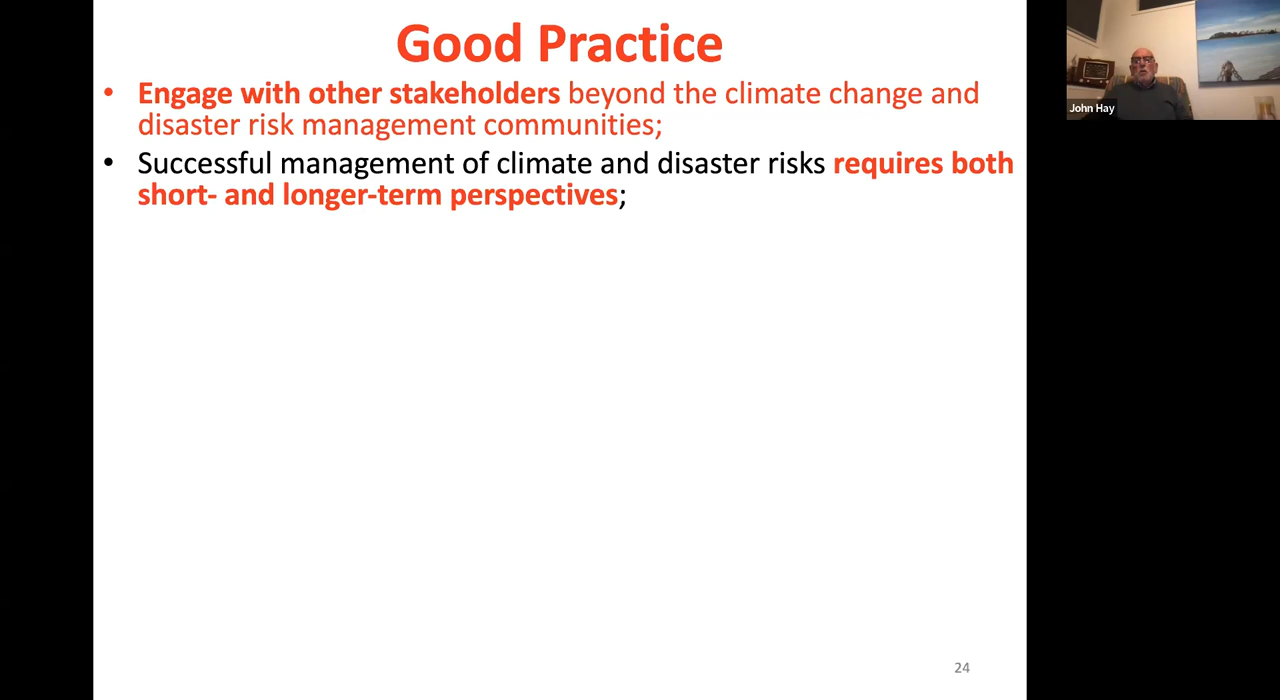 Good Practice
• Engage with other stakeholders beyond the climate change and
disaster risk management communities;
• Successful management of climate and disaster risks requires both
short- and longer-term perspectives;
24
John Hay